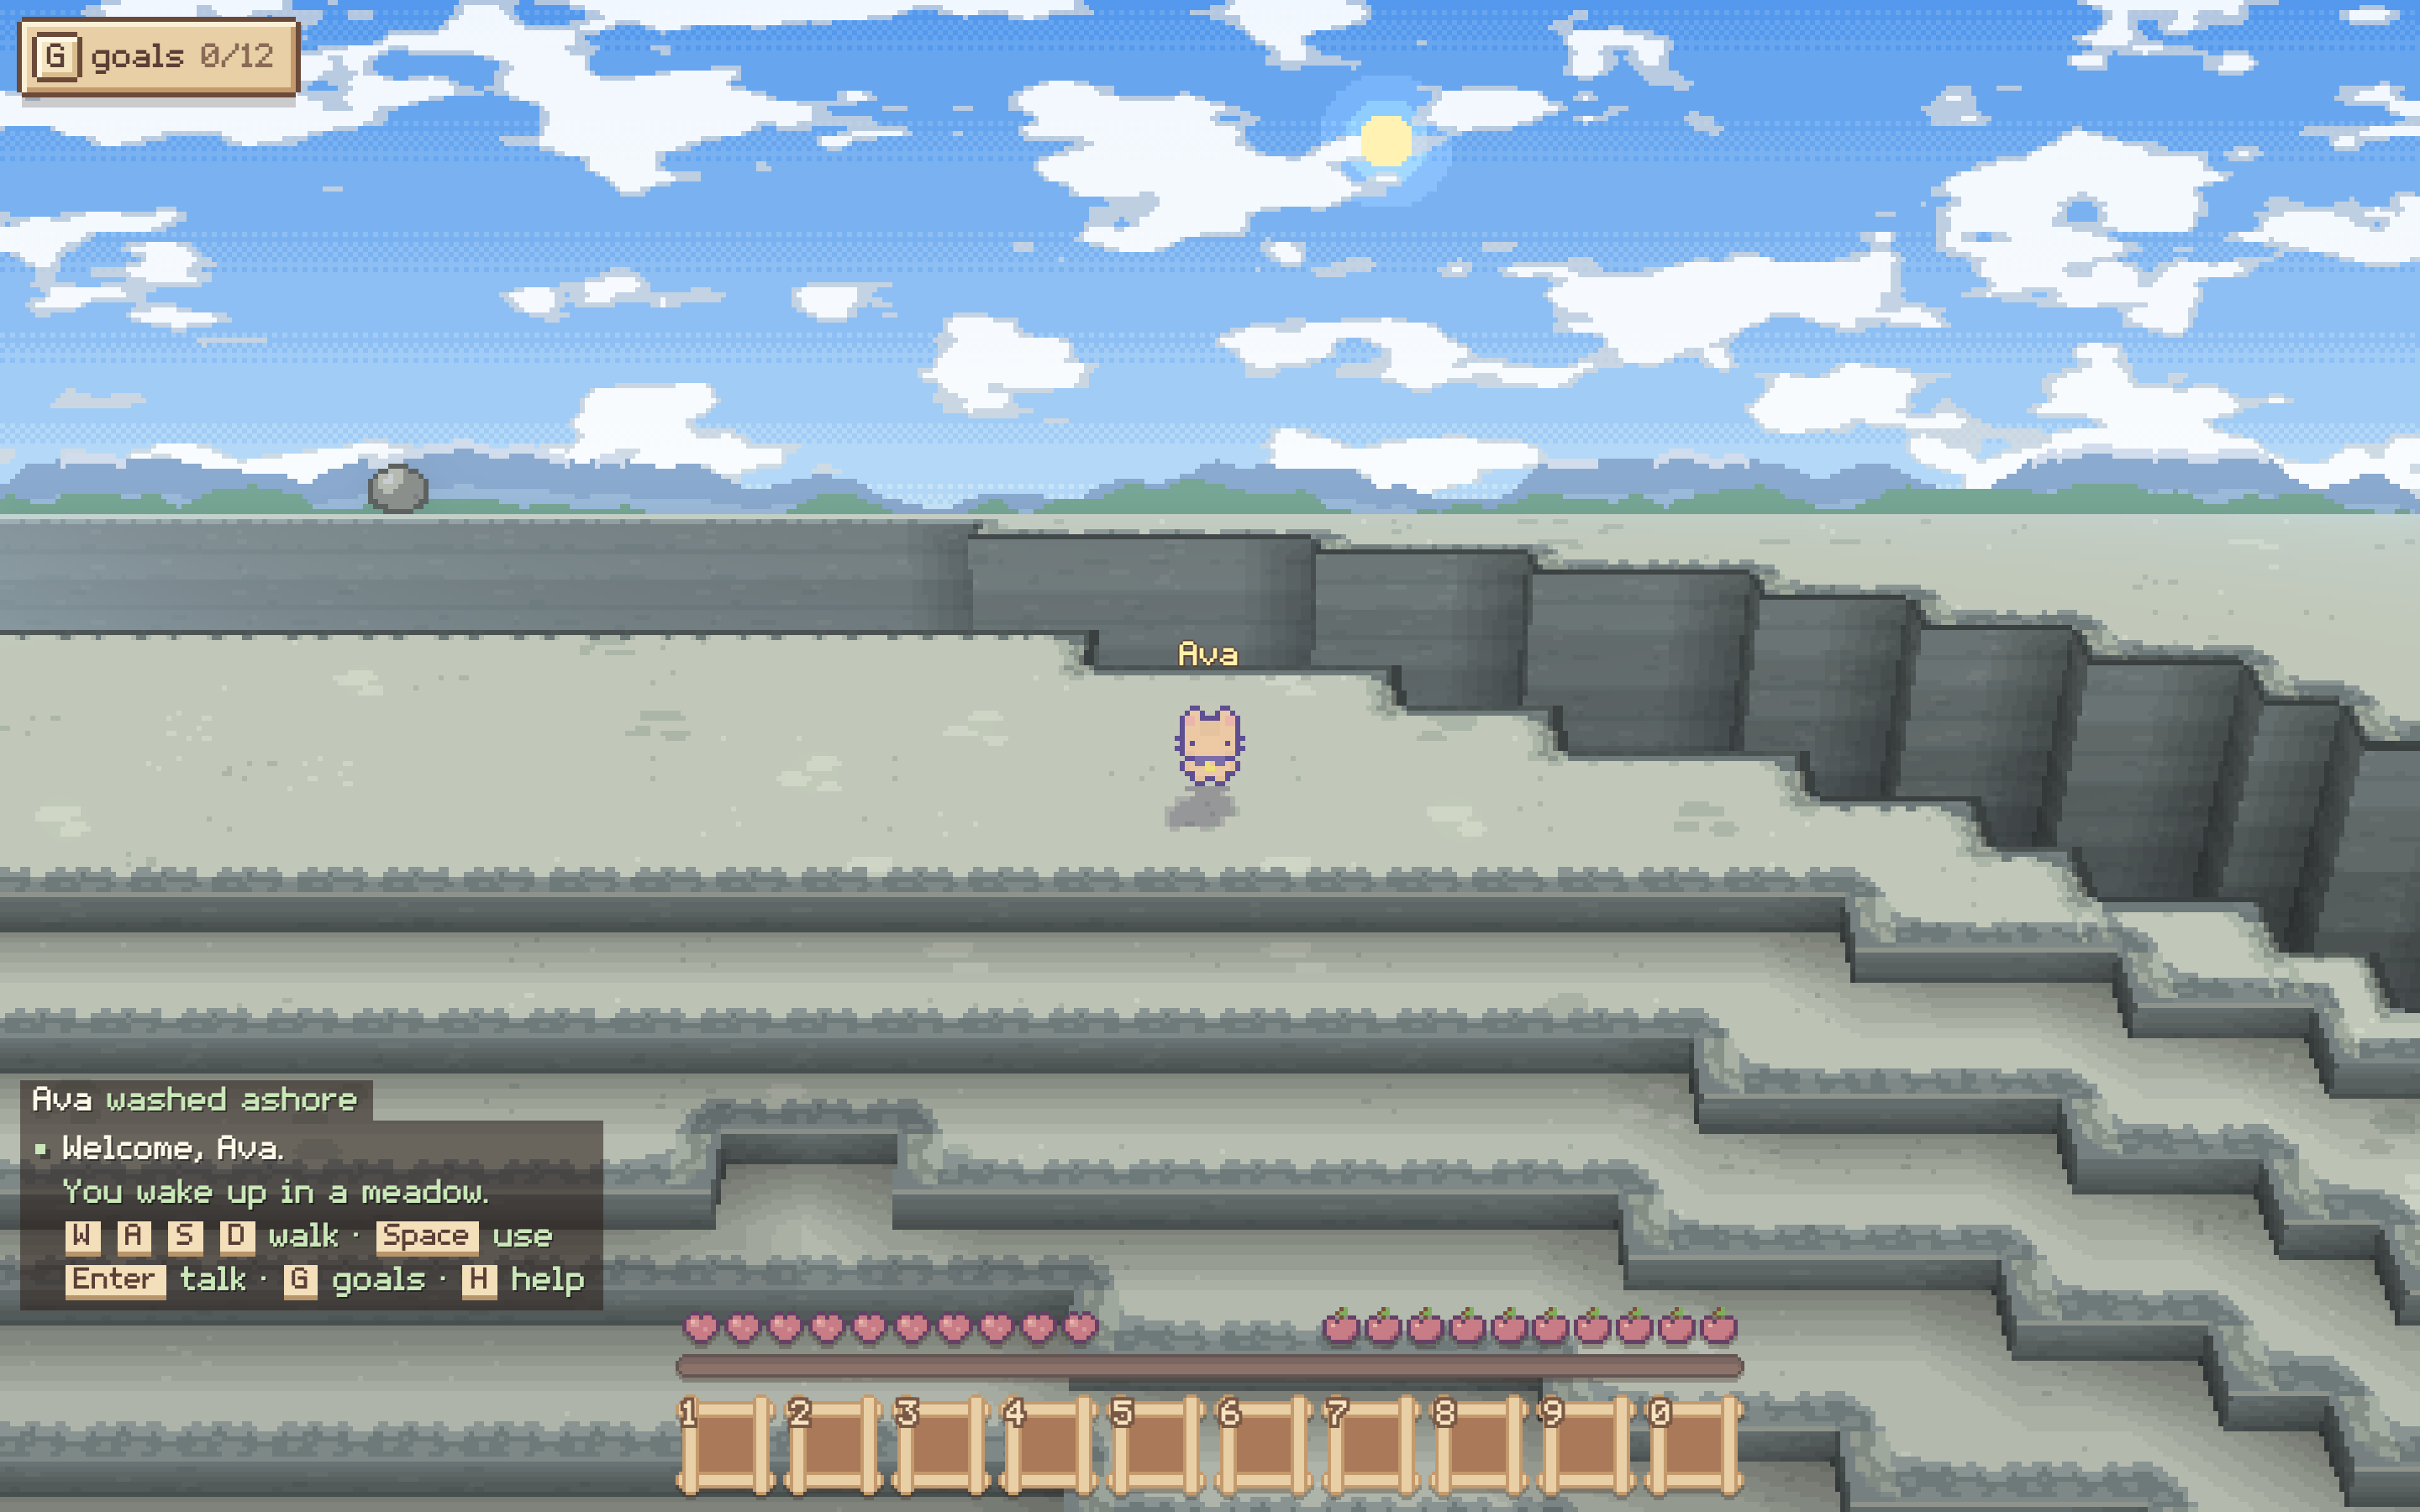 G goals 0/12
Ava
Ava washed ashore
Welcome, Ava.
You wake up in a meadow.
W A S D walk · Space use
Enter talk · G goals · H help
1 2 3 4 5 6 7 8 9 0